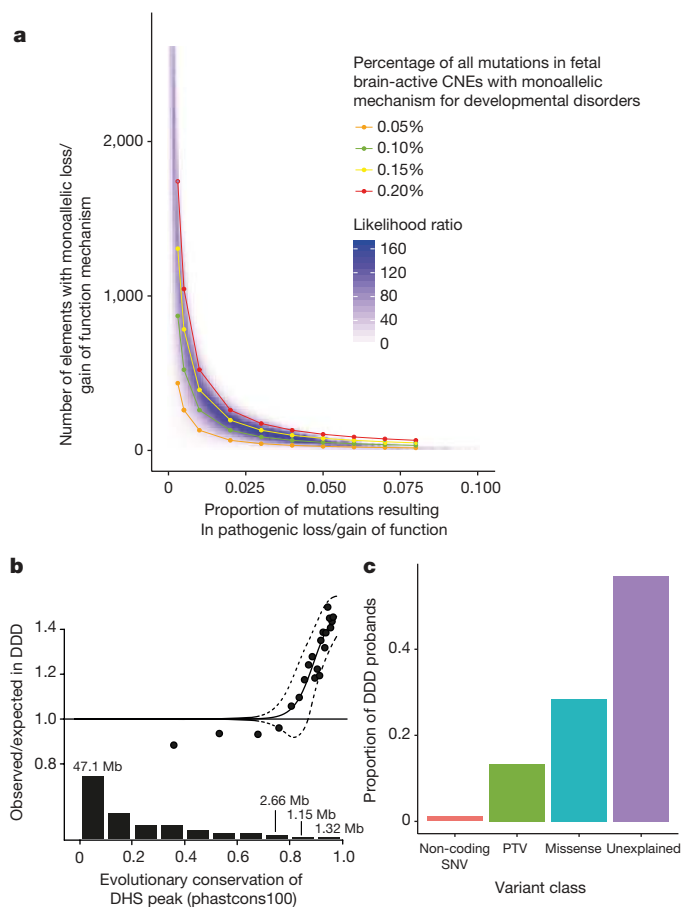 a
Percentage of all mutations in fetal
brain-active CNEs with monoallelic
mechanism for developmental disorders
0.05%
0.10%
0.15%
0.20%
Likelihood ratio
160
120
80
40
0
Number of elements with monoallelic loss/
gain of function mechanism
2,000
1,000
0
0
0.025
0.050
0.075
0.100
Proportion of mutations resulting
In pathogenic loss/gain of function
b
Observed/expected in DDD
1.4
1.2
1.0
0.8
47.1 Mb
2.66 Mb
1.15 Mb
1.32 Mb
0
0.2
0.4
0.6
0.8
1.0
Evolutionary conservation of
DHS peak (phastcons100)
c
Proportion of DDD probands
0.4
0.2
0
Non-coding
SNV
PTV
Missense
Unexplained
Variant class